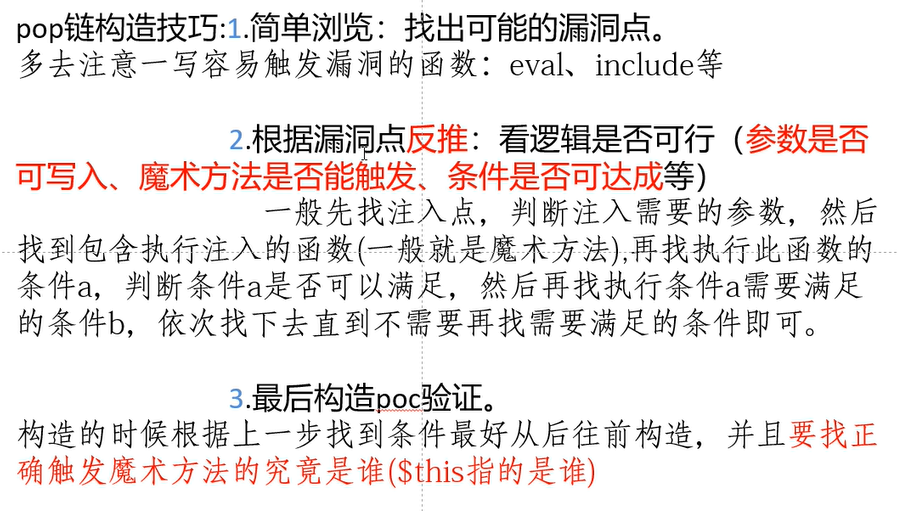 pop链构造技巧:1.简单浏览：找出可能的漏洞点。
多去注意一写容易触发漏洞的函数：eval、include等
2.根据漏洞点反推：看逻辑是否可行（参数是否
可写入、魔术方法是否能触发、条件是否可达成等）
一般先找注入点，判断注入需要的参数，然后
找到包含执行注入的函数(一般就是魔术方法),再找执行此函数的
条件a，判断条件a是否可以满足，然后再找执行条件a需要满足
的条件b，依次找下去直到不需要再找需要满足的条件即可。
3.最后构造poc验证。
构造的时候根据上一步找到条件最好从后往前构造，并且要找正
确触发魔术方法的究竟是谁($this指的是谁)